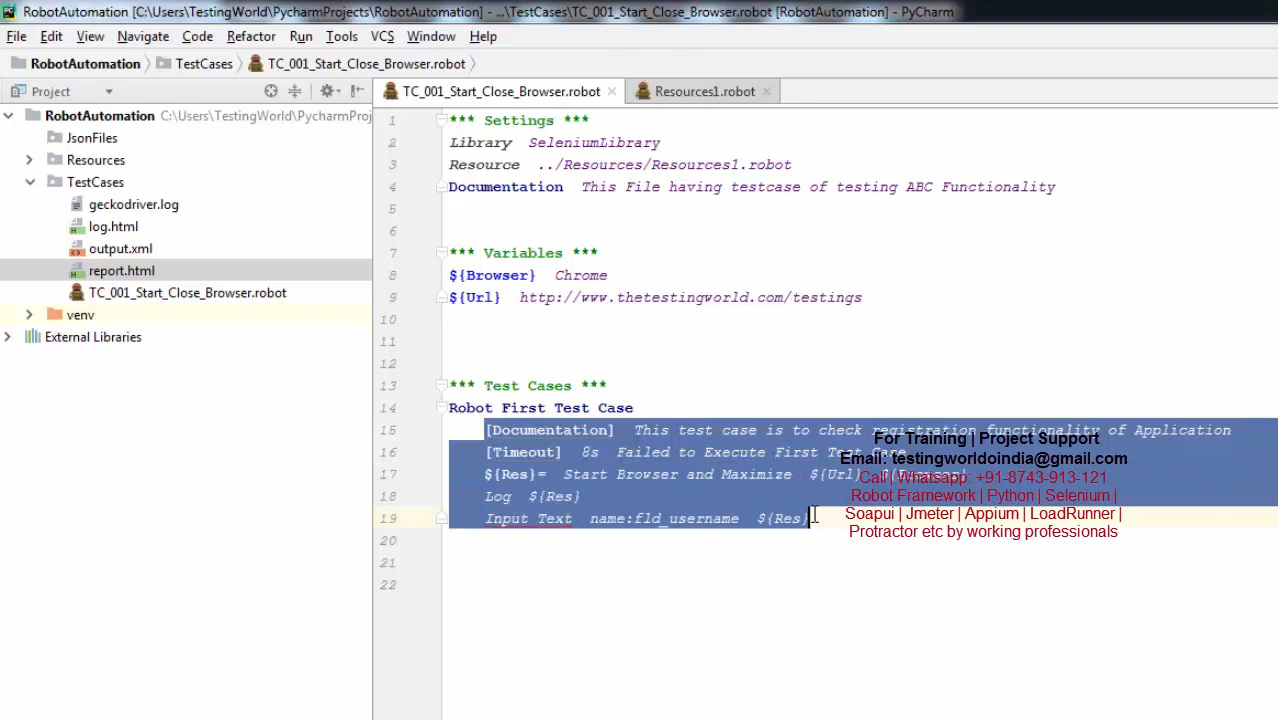 RobotAutomation [C:\Users\TestingWorld\PycharmProjects\RobotAutomation] - ...\TestCases\TC_001_Start_Close_Browser.robot [RobotAutomation] - PyCharm
File Edit View Navigate Code Refactor Run Tools VCS Window Help
RobotAutomation TestCases TC_001_Start_Close_Browser.robot
Project
TC_001_Start_Close_Browser.robot Resources1.robot
RobotAutomation C:\Users\TestingWorld\PycharmProj
JsonFiles
Resources
TestCases
geckodriver.log
log.html
output.xml
report.html
TC_001_Start_Close_Browser.robot
venv
External Libraries
1 *** Settings ***
2 Library SeleniumLibrary
3 Resource ../Resources/Resources1.robot
4 Documentation This File having testcase of testing ABC Functionality
5
6
7 *** Variables ***
8 ${Browser} Chrome
9 ${Url} http://www.thetestingworld.com/testings
10
11
12
13 *** Test Cases ***
14 Robot First Test Case
15 [Documentation] This test case is to check registration functionality of Application
16 [Timeout] 8s Failed to Execute First Test Case
17 ${Res}= Start Browser and Maximize ${Url} ${Browser}
18 Log ${Res}
19 Input Text name:fld_username ${Res}
20
21
22
For Training | Project Support
Email: testingworldoindia@gmail.com
Call | Whatsapp: +91-8743-913-121
Robot Framework | Python | Selenium |
Soapui | Jmeter | Appium | LoadRunner |
Protractor etc by working professionals